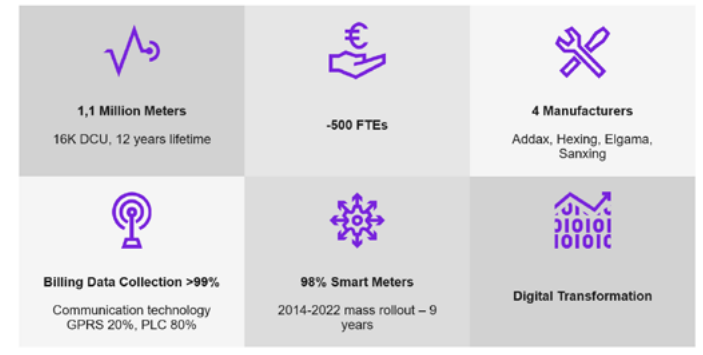 1,1 Million Meters
16K DCU, 12 years lifetime
€
-500 FTEs
4 Manufacturers
Addax, Hexing, Elgama,
Sanxing
Billing Data Collection >99%
Communication technology
GPRS 20%, PLC 80%
98% Smart Meters
2014-2022 mass rollout – 9
years
01010
10101C
Digital Transformation